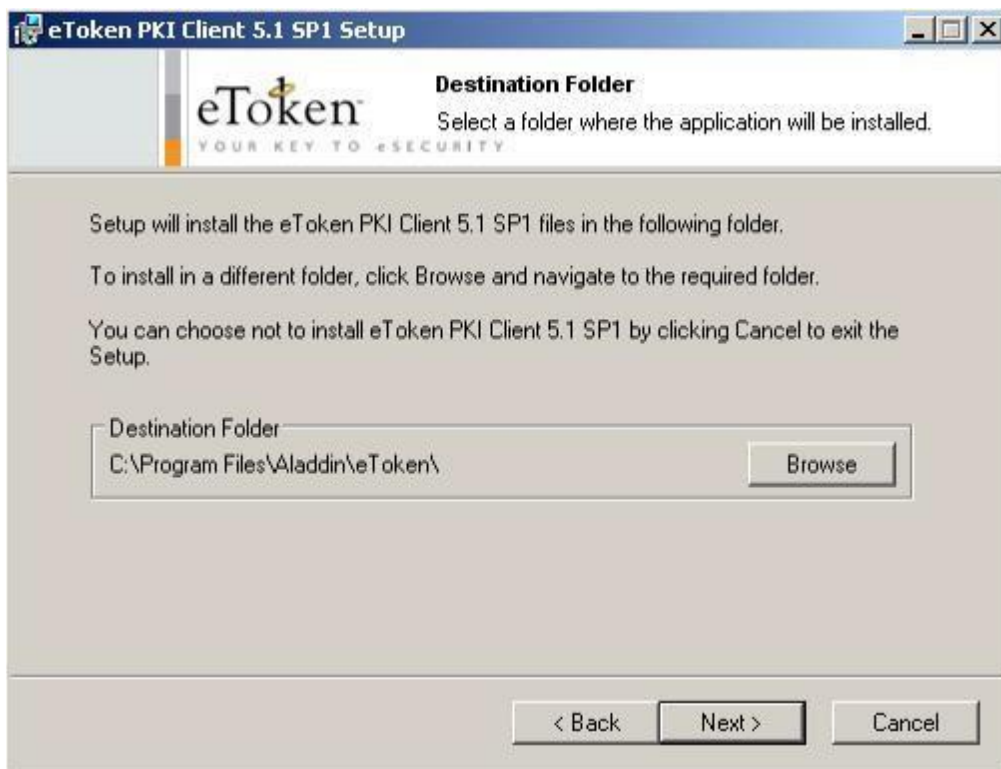 eToken PKI Client 5.1 SP1 Setup
eToken
YOUR KEY TO eSECURITY
Destination Folder
Select a folder where the application will be installed.
Setup will install the eToken PKI Client 5.1 SP1 files in the following folder.
To install in a different folder, click Browse and navigate to the required folder.
You can choose not to install eToken PKI Client 5.1 SP1 by clicking Cancel to exit the
Setup.
Destination Folder
C:\Program Files\Aladdin\eToken\
Browse
< Back
Next >
Cancel